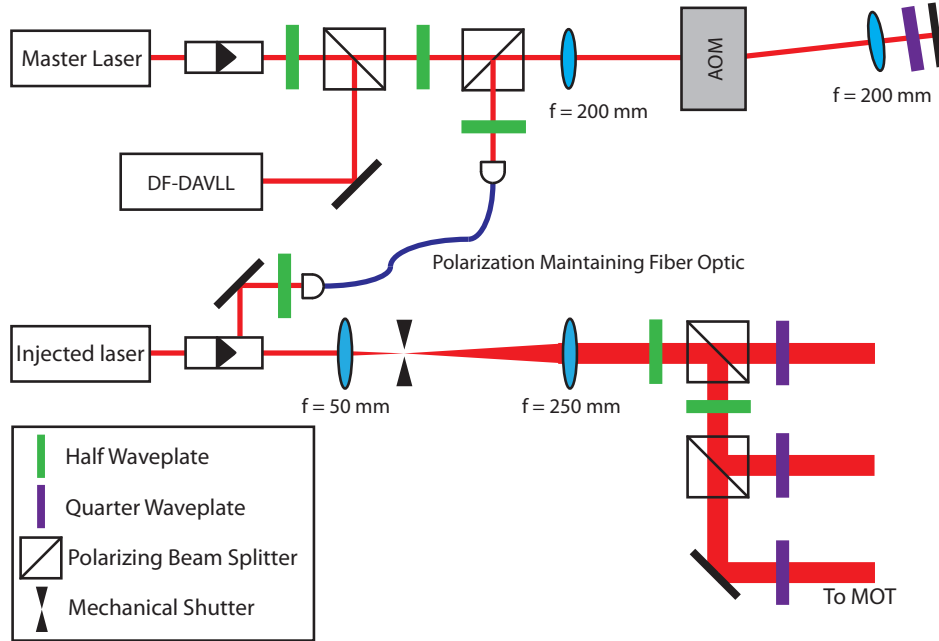 Master Laser
AOM
f = 200 mm
f = 200 mm
DF-DAVLL
Polarization Maintaining Fiber Optic
Injected laser
f = 50 mm
f = 250 mm
Half Waveplate
Quarter Waveplate
Polarizing Beam Splitter
Mechanical Shutter
To MOT